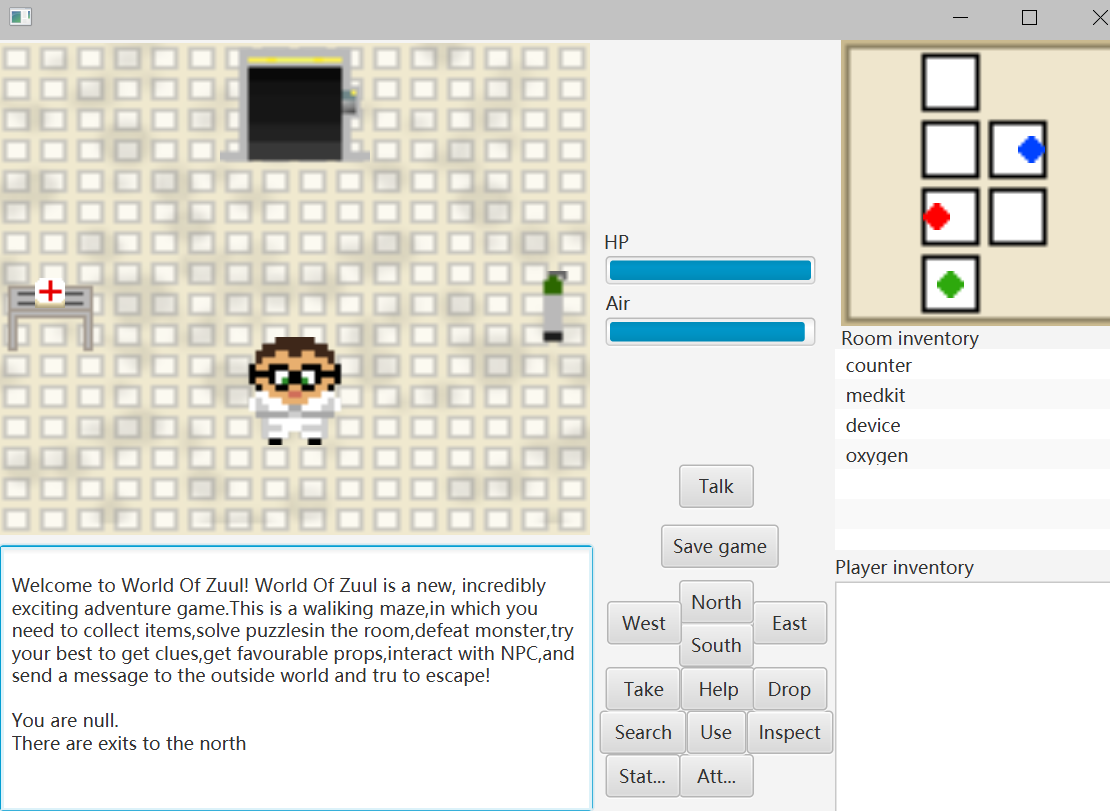 HP
Air
Room inventory
counter
medkit
device
oxygen
Talk
Save game
Player inventory
North
West
East
South
Take
Help
Drop
Search
Use
Inspect
Stat...
Att...
Welcome to World Of Zuul! World Of Zuul is a new, incredibly
exciting adventure game.This is a waliking maze,in which you
need to collect items,solve puzzlesin the room,defeat monster,try
your best to get clues,get favourable props,interact with NPC,and
send a message to the outside world and tru to escape!
You are null.
There are exits to the north